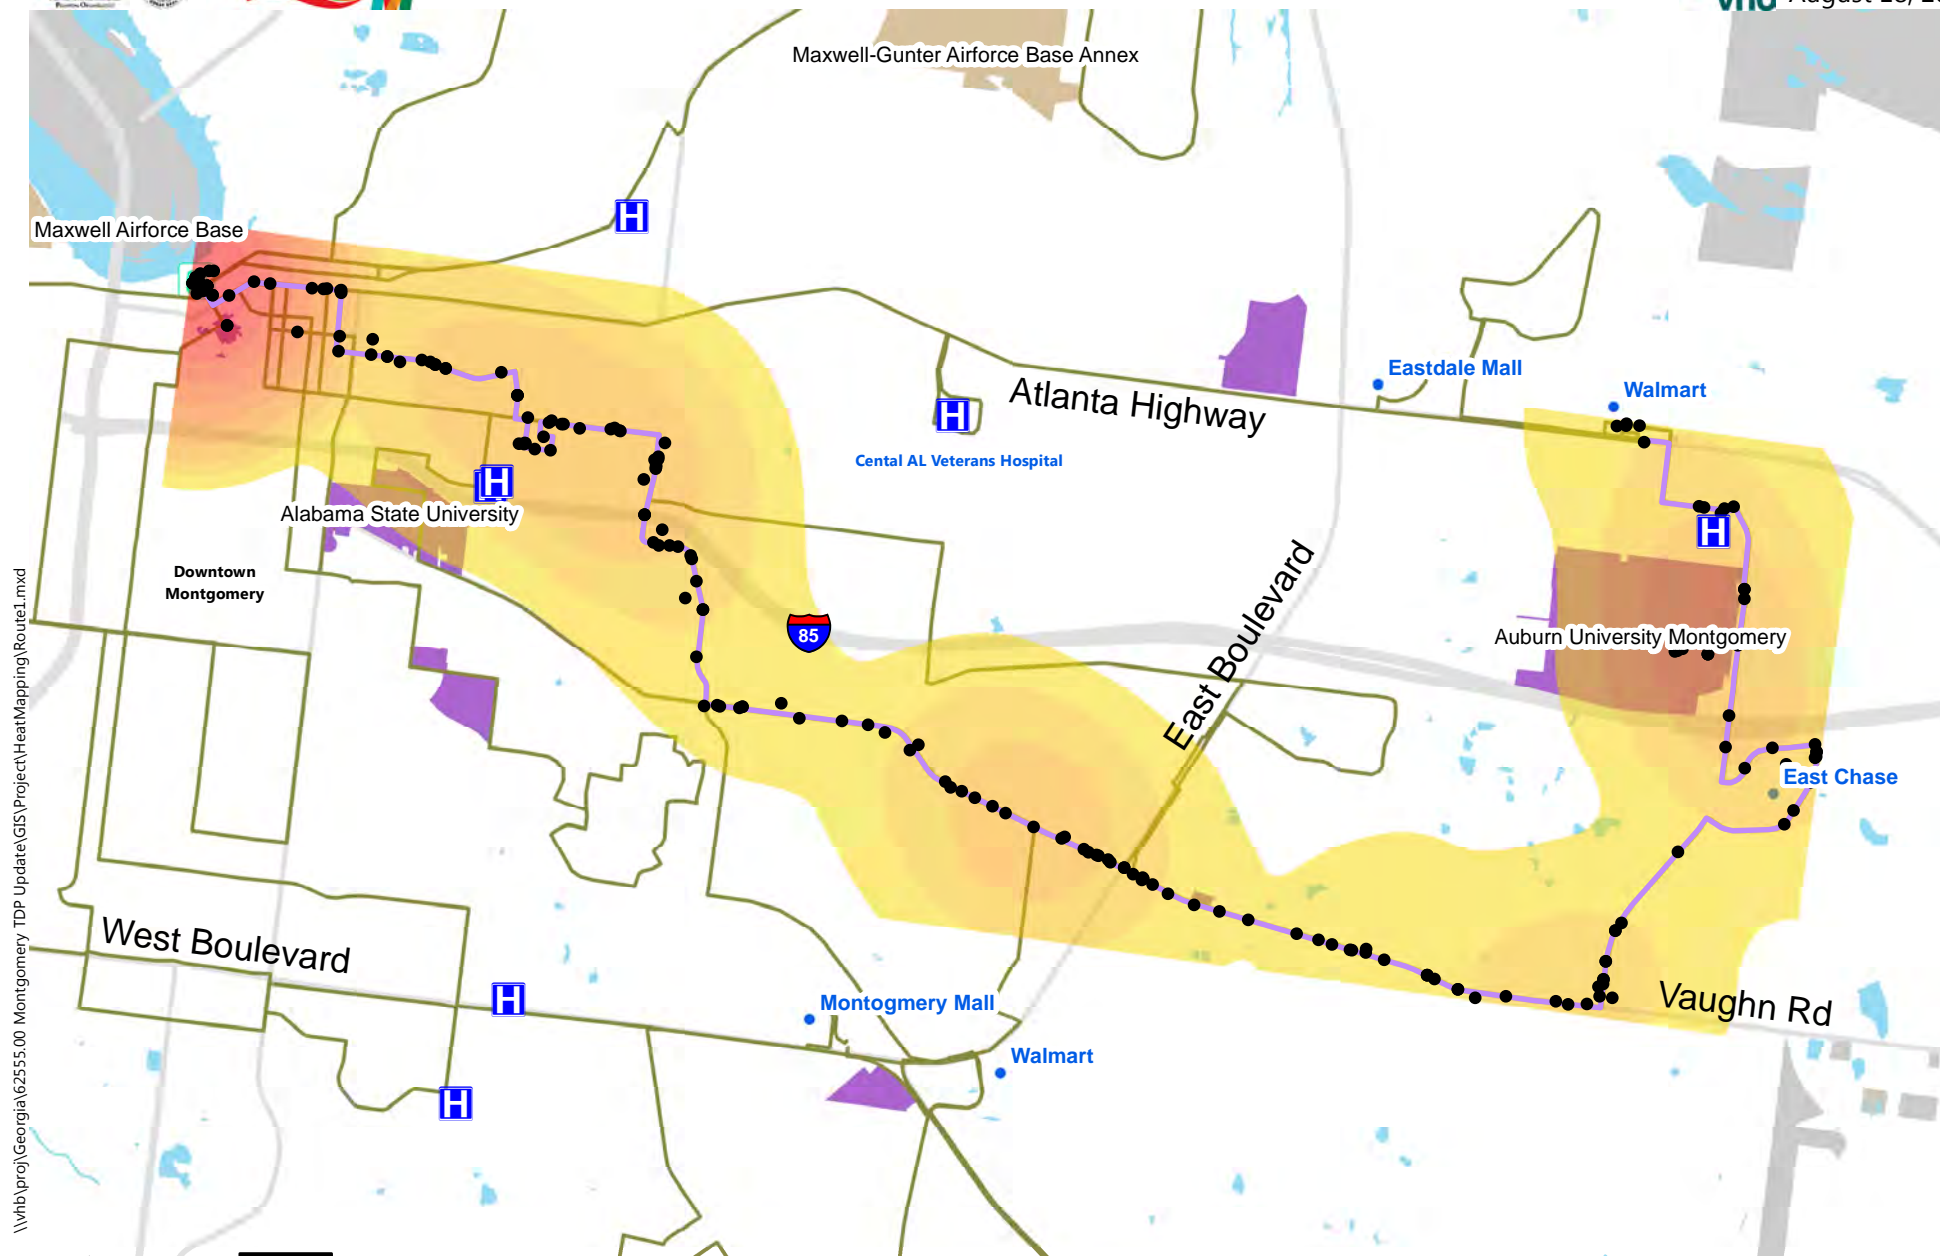 Maxwell-Gunter Airforce Base Annex
H
Maxwell Airforce Base
Eastdale Mall
Walmart
Atlanta Highway
H
Cental AL Veterans Hospital
H
Alabama State University
H
Downtown
Montgomery
85
East Boulevard
Auburn University Montgomery
East Chase
West Boulevard
H
Montogmery Mall
Vaughn Rd
Walmart
H
\\vhb\proj\Georgia\62555.00 Montgomery TDP Update\GIS\Project\HeatMapping\Route1.mxd